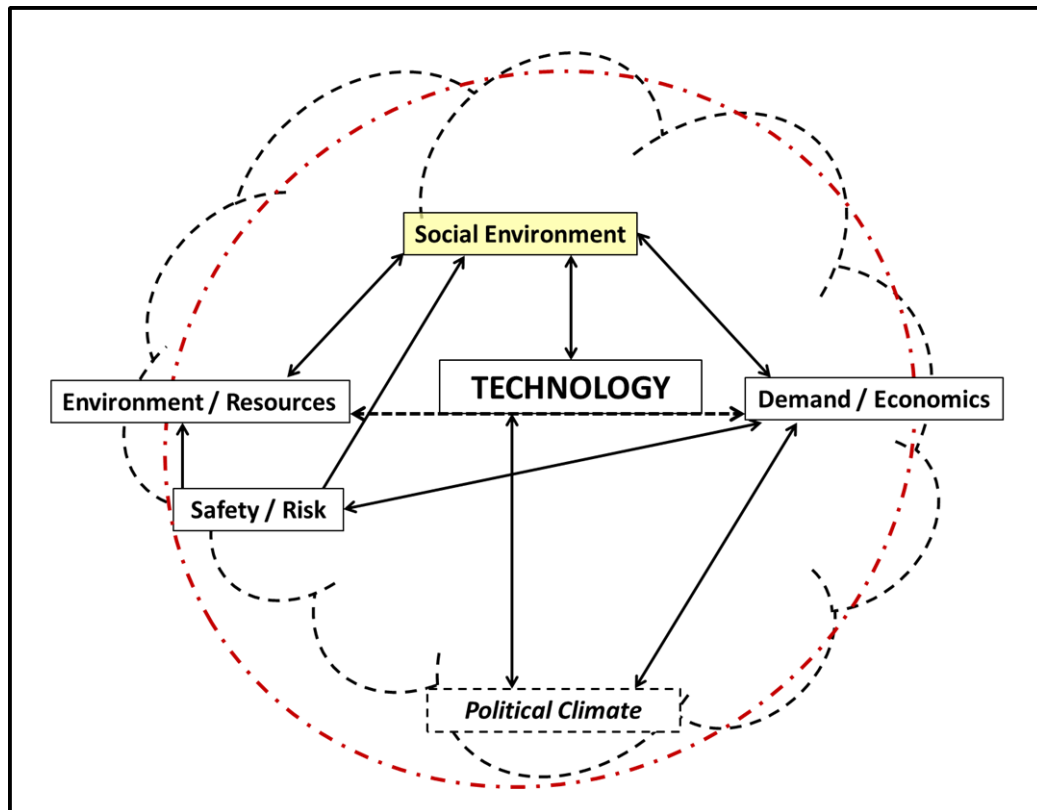 Social Environment
TECHNOLOGY
Environment / Resources
Demand / Economics
Safety / Risk
Political Climate